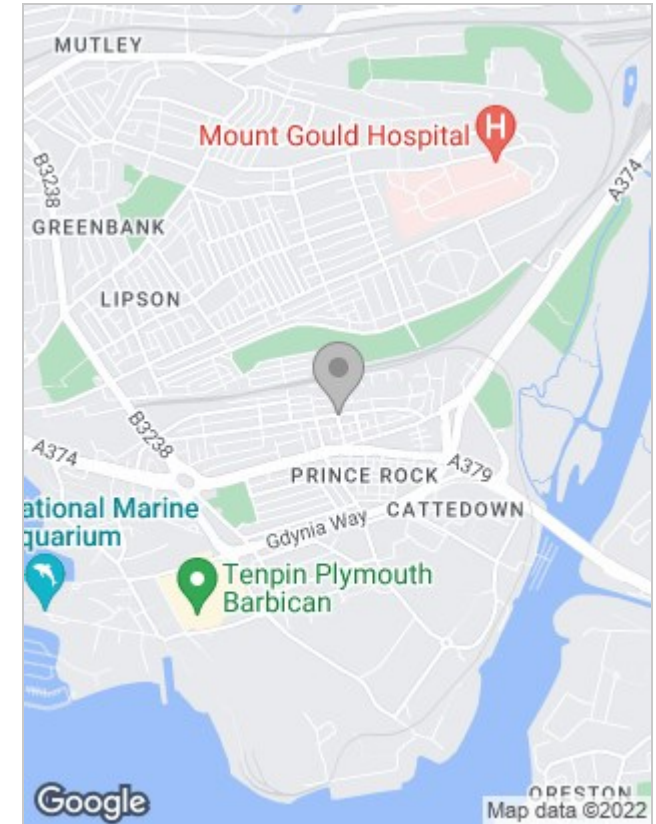 MUTLEY
Mount Gould Hospital
H
B3238
A374
GREENBANK
LIPSON
B3238
A374
PRINCE ROCK
A379
ational Marine
quarium
CATTEDOWN
Gdynia Way
Tenpin Plymouth
Barbican
ORESTON
Google
Map data ©2022